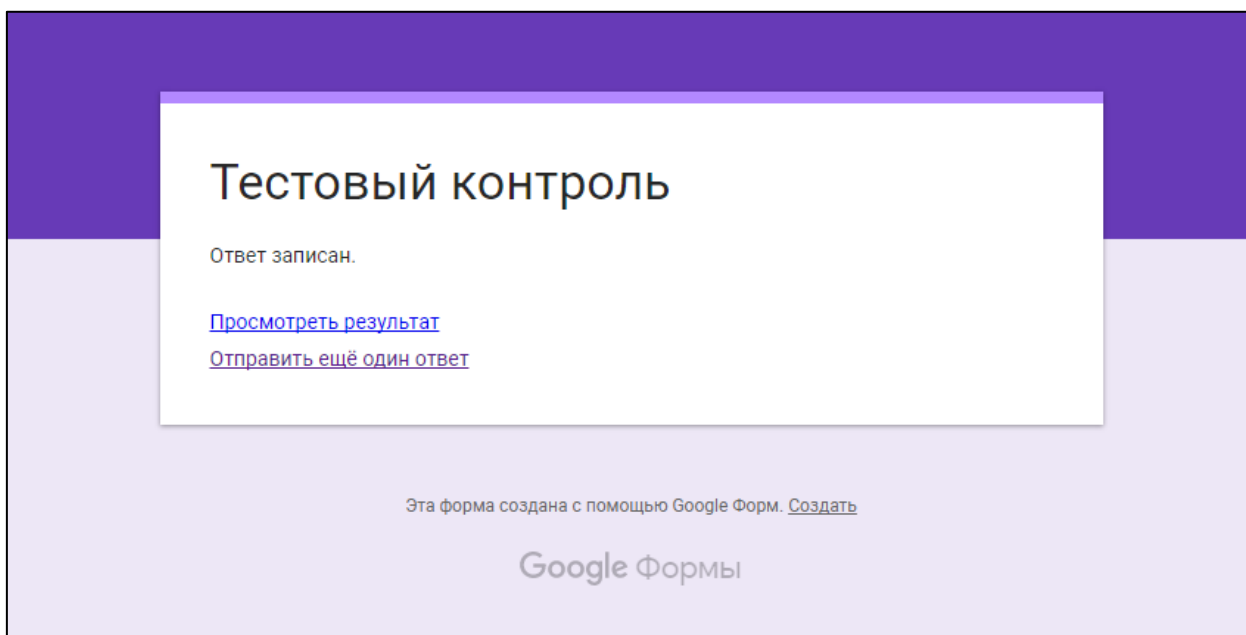 Тестовый контроль
Ответ записан.
Просмотреть результат
Отправить ещё один ответ
Эта форма создана с помощью Google Форм. Создать
Google Формы